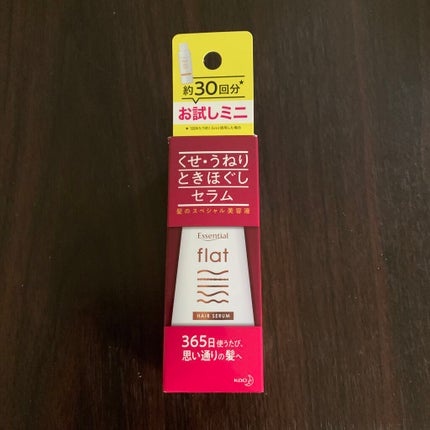 約30回分*
お試しミニ
くせ・うねり
ときほぐし
セラム
髪のスペシャル美容液
Essential
flat
HAIR SERUM
365日使うたび、
思い通りの髪へ
KAO